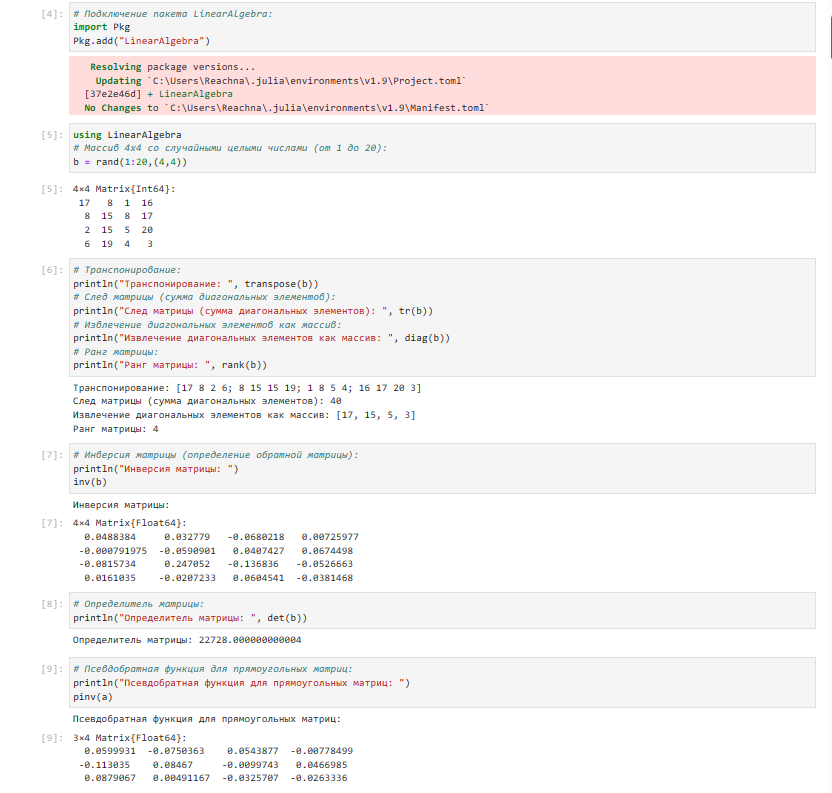 [4]: # Подключение пакета LinearAlgebra:
import Pkg
Pkg.add("LinearAlgebra")
Resolving package versions...
Updating `C:\Users\Reachna\.julia\environments\v1.9\Project.toml`
[37e2e46d] + LinearAlgebra
No Changes to `C:\Users\Reachna\.julia\environments\v1.9\Manifest.toml`
[5]: using LinearAlgebra
# Массив 4x4 со случайными целыми числами (от 1 до 20):
b = rand(1:20,(4,4))
[5]: 4×4 Matrix{Int64}:
17 8 1 16
8 15 8 17
2 15 5 20
6 19 4 3
[6]: # Транспонирование:
println("Транспонирование: ", transpose(b))
# След матрицы (сумма диагональных элементов):
println("След матрицы (сумма диагональных элементов): ", tr(b))
# Извлечение диагональных элементов как массив:
println("Извлечение диагональных элементов как массив: ", diag(b))
# Ранг матрицы:
println("Ранг матрицы: ", rank(b))
Транспонирование: [17 8 2 6; 8 15 15 19; 1 8 5 4; 16 17 20 3]
След матрицы (сумма диагональных элементов): 40
Извлечение диагональных элементов как массив: [17, 15, 5, 3]
Ранг матрицы: 4
[7]: # Инверсия матрицы (определение обратной матрицы):
println("Инверсия матрицы: ")
inv(b)
Инверсия матрицы:
[7]: 4×4 Matrix{Float64}:
0.0488384 0.032779 -0.0680218 0.00725977
-0.000791975 -0.0590901 0.0407427 0.0674498
-0.0815734 0.247052 -0.136836 -0.0526663
0.0161035 -0.0207233 0.0604541 -0.0381468
[8]: # Определитель матрицы:
println("Определитель матрицы: ", det(b))
Определитель матрицы: 22728.000000000004
[9]: # Псевдобратная функция для прямоугольных матриц:
println("Псевдобратная функция для прямоугольных матриц: ")
pinv(a)
Псевдобратная функция для прямоугольных матриц:
[9]: 3×4 Matrix{Float64}:
0.0599931 -0.0750363 0.0543877 -0.00778499
-0.113035 0.08467 -0.0099743 0.0466985
0.0879067 0.00491167 -0.0325707 -0.0263336